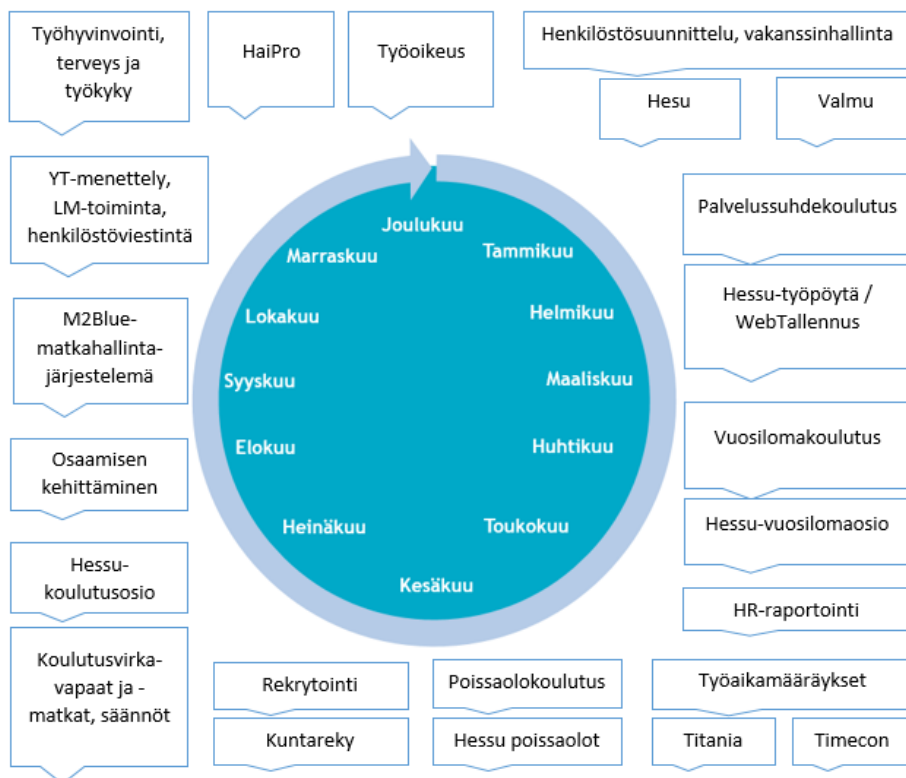 Työhyvinvointi,
terveys ja
työkyky
HaiPro
Työoikeus
Henkilöstösuunnittelu, vakanssinhallinta
Hesu
Valmu
YT-menettely,
LM-toiminta,
henkilöstöviestintä
Palvelussuhdekoulutus
Hessu-työpöytä /
WebTallennus
M2Blue-
matkahallinta-
järjestelemä
Vuosilomakoulutus
Osaamisen
kehittäminen
Hessu-vuosilomaosio
Hessu-
koulutusosio
HR-raportointi
Koulutusvirka-
vapaat ja -
matkat, säännöt
Rekrytointi
Kuntareky
Poissaolokoulutus
Hessu poissaolot
Työaikamääräykset
Titania
Timecon
Joulukuu
Tammikuu
Helmikuu
Maaliskuu
Huhtikuu
Toukokuu
Kesäkuu
Heinäkuu
Elokuu
Syyskuu
Lokakuu
Marraskuu